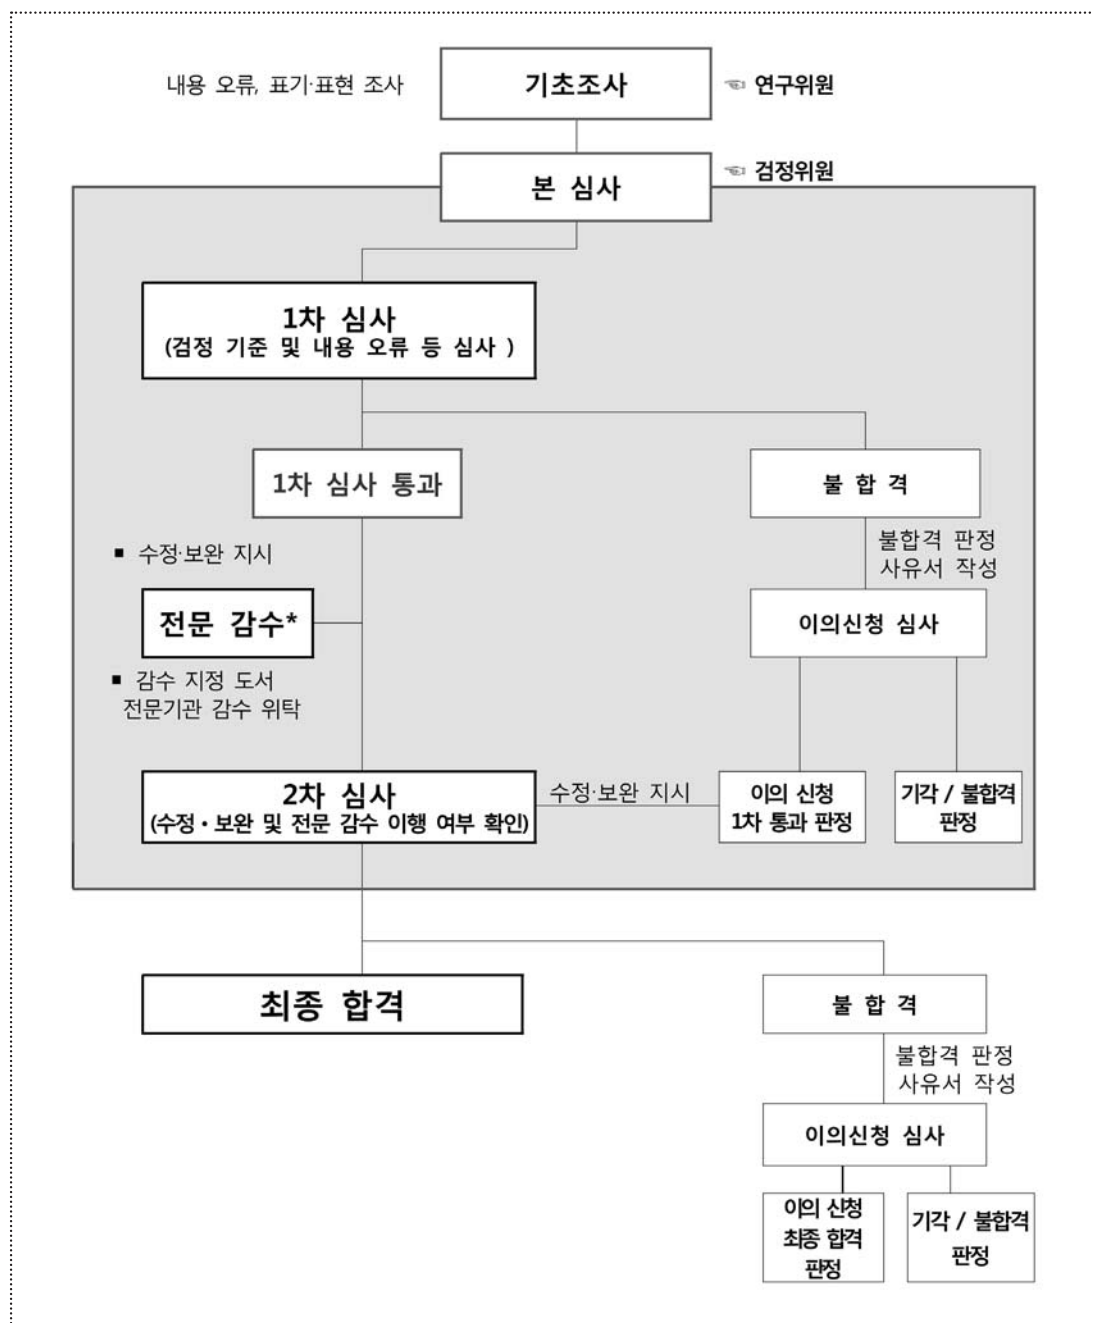 내용 오류, 표기·표현 조사
기초조사
☜ 연구위원
본 심사
☜ 검정위원
1차 심사
(검정 기준 및 내용 오류 등 심사 )
1차 심사 통과
불 합 격
■ 수정·보완 지시
불합격 판정
사유서 작성
전문 감수*
이의신청 심사
■ 감수 지정 도서
전문기관 감수 위탁
2차 심사
(수정·보완 및 전문 감수 이행 여부 확인)
수정·보완 지시
이의 신청
1차 통과 판정
기각 / 불합격
판정
최종 합격
불 합 격
불합격 판정
사유서 작성
이의신청 심사
이의 신청
최종 합격
판정
기각 / 불합격
판정